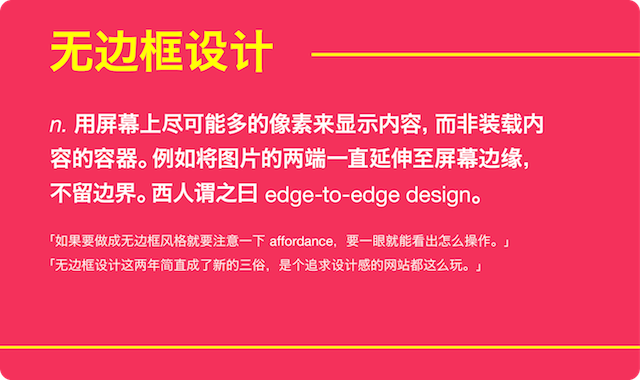 无边框设计
n. 用屏幕上尽可能多的像素来显示内容，而非装载内
容的容器。例如将图片的两端一直延伸至屏幕边缘，
不留边界。西人谓之曰 edge-to-edge design。
「如果要做成无边框风格就要注意一下 affordance，要一眼就能看出怎么操作。」
「无边框设计这两年简直成了新的三俗，是个追求设计感的网站都这么玩。」